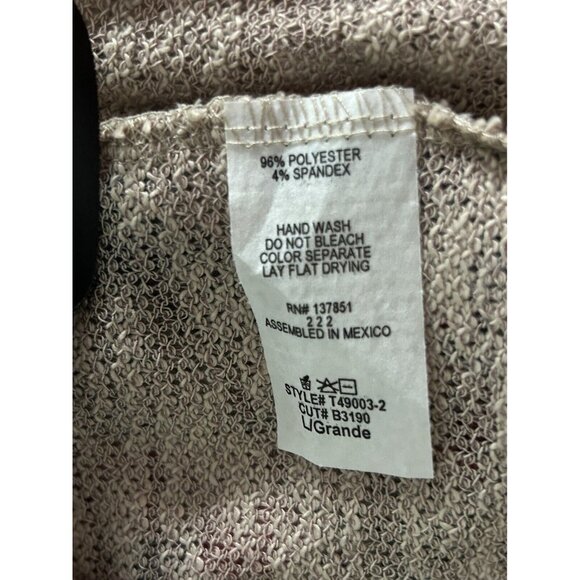 96% POLYESTER
4% SPANDEX
HAND WASH
DO NOT BLEACH
COLOR SEPARATE
LAY FLAT DRYING
RN# 137851
2 2 2
ASSEMBLED IN MEXICO
STYLE# T49003-2
CUT# B3190
L/Grande